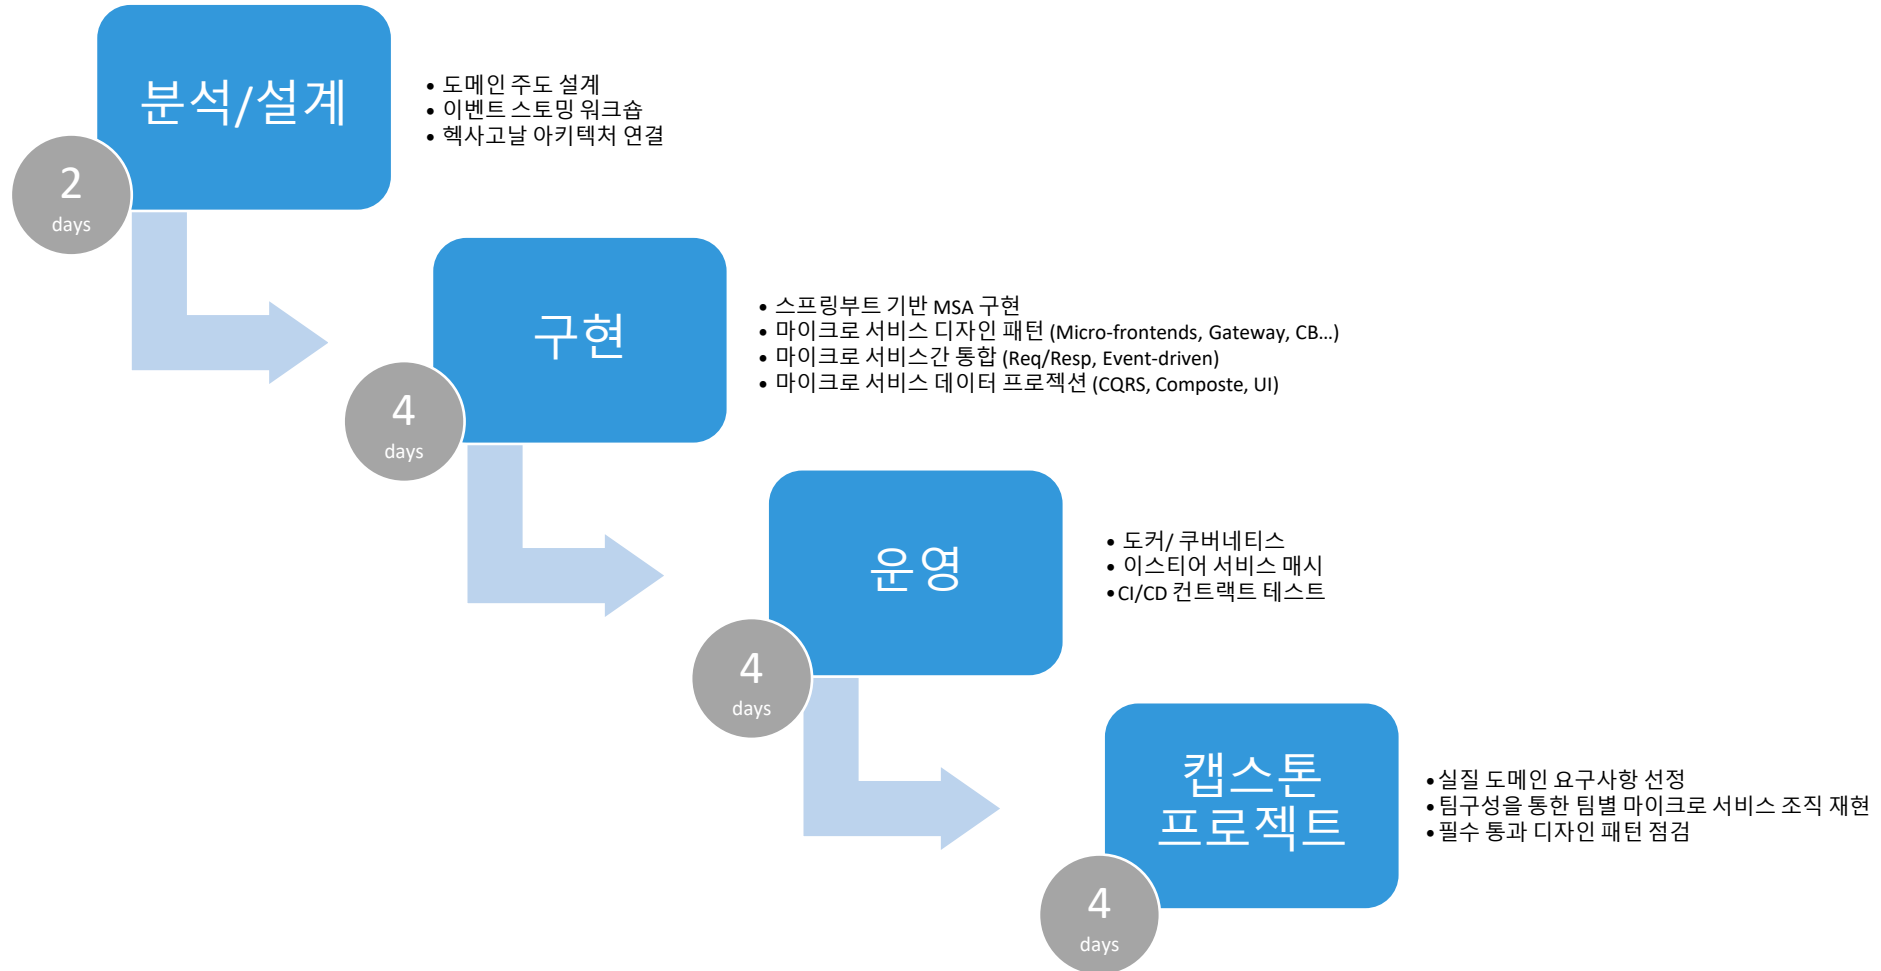 분석/설계
• 도메인 주도 설계
• 이벤트 스토밍 워크숍
• 헥사고날 아키텍처 연결
2
days
구현
• 스프링부트 기반 MSA 구현
• 마이크로 서비스 디자인 패턴 (Micro-frontends, Gateway, CB...)
• 마이크로 서비스간 통합 (Req/Resp, Event-driven)
• 마이크로 서비스 데이터 프로젝션 (CQRS, Composte, UI)
4
days
운영
• 도커/ 쿠버네티스
• 이스티어 서비스 매시
• CI/CD 컨트랙트 테스트
4
days
캡스톤
프로젝트
• 실질 도메인 요구사항 선정
• 팀구성을 통한 팀별 마이크로 서비스 조직 재현
• 필수 통과 디자인 패턴 점검
4
days